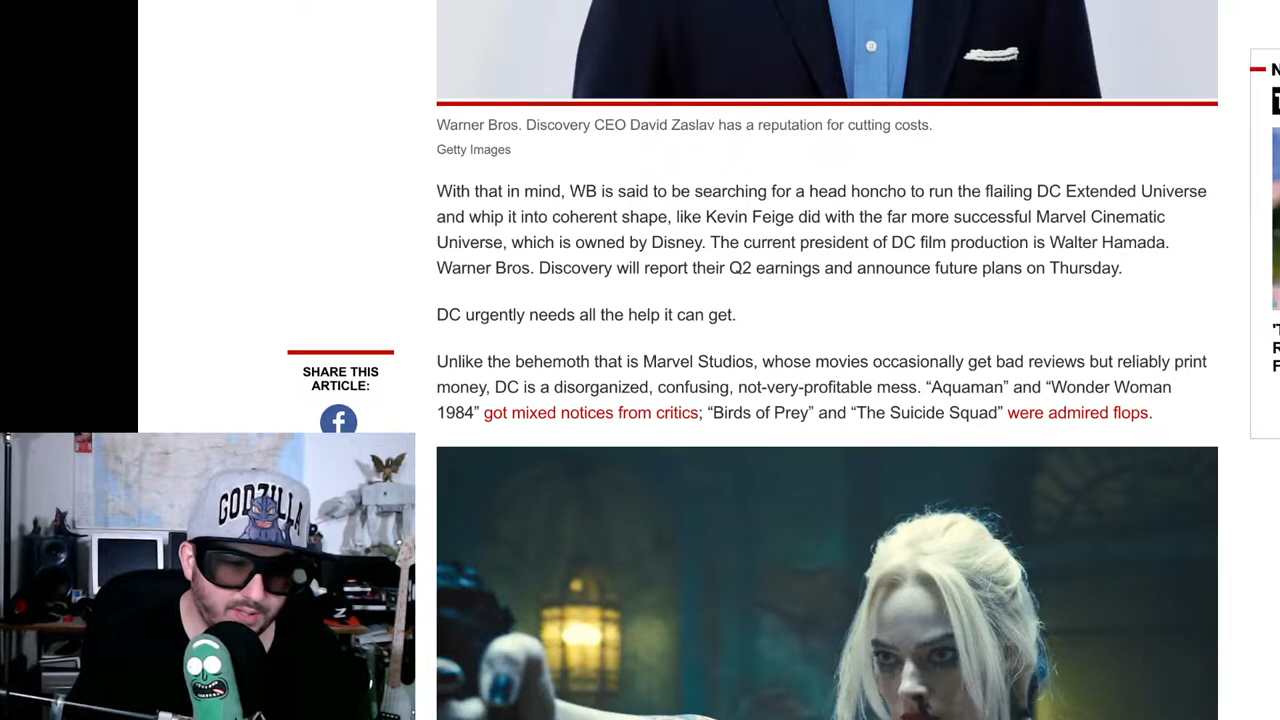 Warner Bros. Discovery CEO David Zaslav has a reputation for cutting costs.
Getty Images
With that in mind, WB is said to be searching for a head honcho to run the flailing DC Extended Universe
and whip it into coherent shape, like Kevin Feige did with the far more successful Marvel Cinematic
Universe, which is owned by Disney. The current president of DC film production is Walter Hamada.
Warner Bros. Discovery will report their Q2 earnings and announce future plans on Thursday.
DC urgently needs all the help it can get.
Unlike the behemoth that is Marvel Studios, whose movies occasionally get bad reviews but reliably print
money, DC is a disorganized, confusing, not-very-profitable mess. “Aquaman” and “Wonder Woman
1984” got mixed notices from critics; “Birds of Prey” and “The Suicide Squad” were admired flops.
SHARE THIS
ARTICLE:
GODZILLA